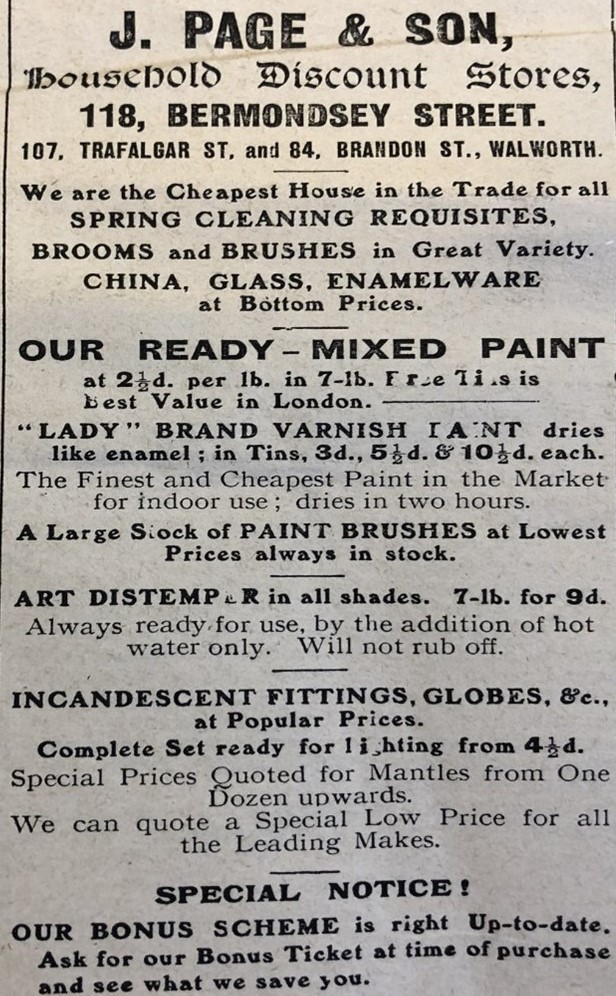 J. PAGE & SON,
Household Discount Stores,
118, BERMONDSEY STREET.
107, TRAFALGAR ST, and 84, BRANDON ST., WALWORTH.
We are the Cheapest House in the Trade for all
SPRING CLEANING REQUISITES,
BROOMS and BRUSHES in Great Variety.
CHINA, GLASS, ENAMELWARE
at Bottom Prices.
OUR READY-MIXED PAINT
at 2½d. per lb. in 7-lb. Free Tins is
best Value in London.
"LADY" BRAND VARNISH PAINT dries
like enamel; in Tins, 3d., 5½d. & 10½d. each.
The Finest and Cheapest Paint in the Market
for indoor use; dries in two hours.
A Large Stock of PAINT BRUSHES at Lowest
Prices always in stock.
ART DISTEMPER in all shades. 7-lb. for 9d.
Always ready for use, by the addition of hot
water only. Will not rub off.
INCANDESCENT FITTINGS, GLOBES, &c.,
at Popular Prices.
Complete Set ready for lighting from 4½d.
Special Prices Quoted for Mantles from One
Dozen upwards.
We can quote a Special Low Price for all
the Leading Makes.
SPECIAL NOTICE!
OUR BONUS SCHEME is right Up-to-date.
Ask for our Bonus Ticket at time of purchase
and see what we save you.